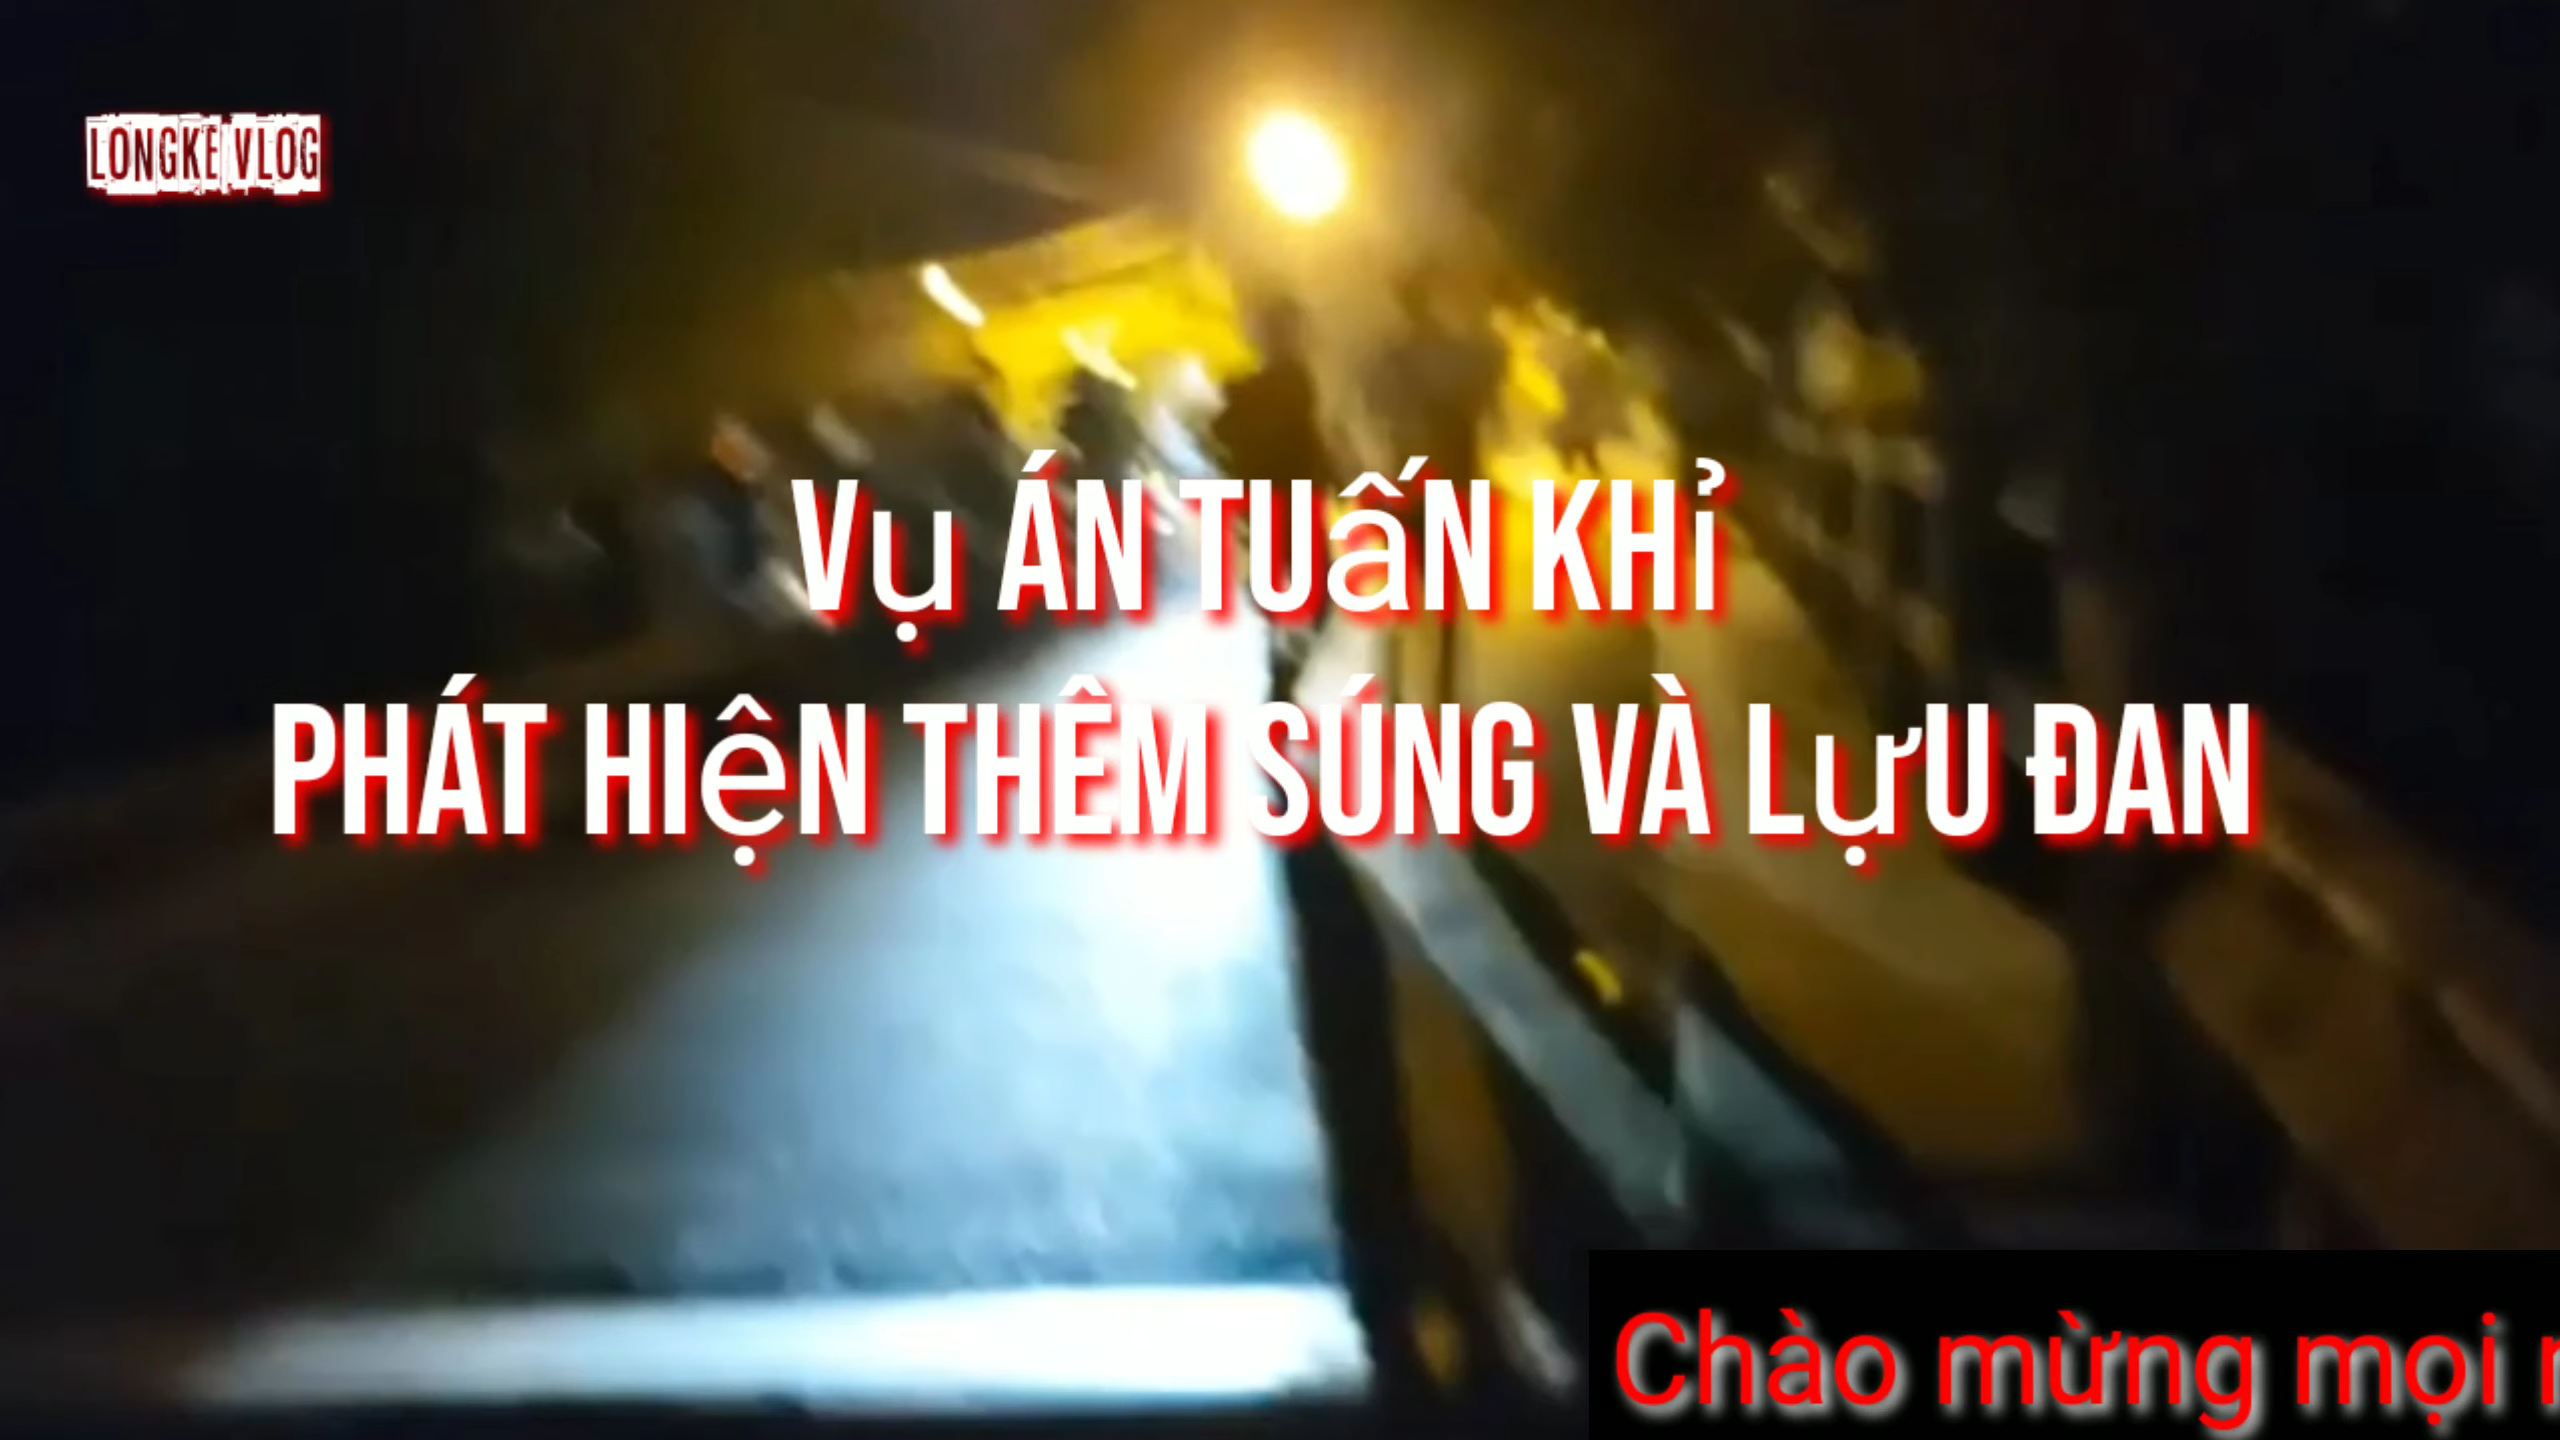 LONGKE VLOG
VỤ ÁN TUẤN KHỈ
PHÁT HIỆN THÊM SÚNG VÀ LỰU ĐAN
Chào mừng mọi